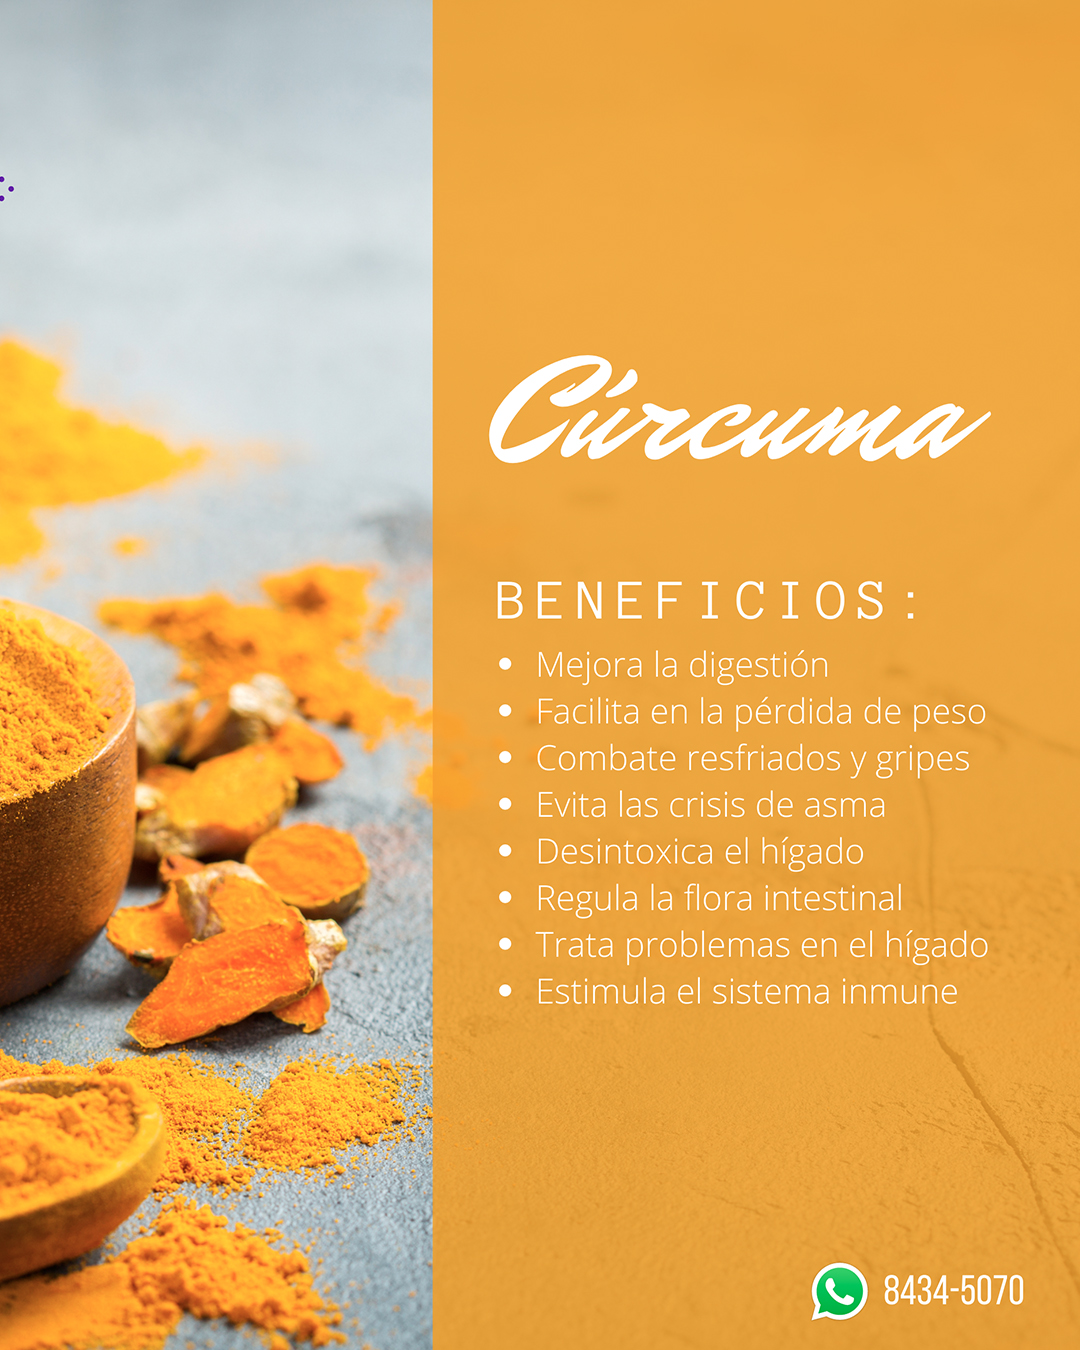 Cúrcuma
BENEFICIOS:
• Mejora la digestión
• Facilita en la pérdida de peso
• Combate resfriados y gripes
• Evita las crisis de asma
• Desintoxica el hígado
• Regula la flora intestinal
• Trata problemas en el hígado
• Estimula el sistema inmune
8434-5070